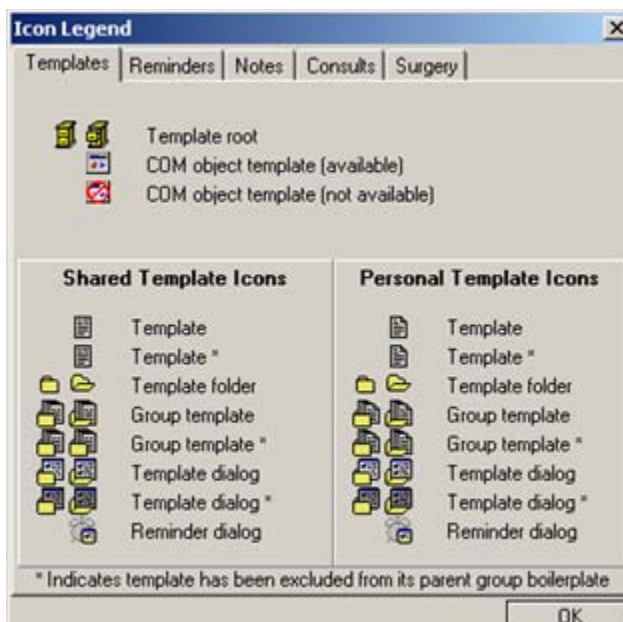 Icon Legend
Templates Reminders Notes Consults Surgery
Template root
COM object template (available)
COM object template (not available)
Shared Template Icons
Template
Template *
Template folder
Group template
Group template *
Template dialog
Template dialog *
Reminder dialog
Personal Template Icons
Template
Template *
Template folder
Group template
Group template *
Template dialog
Template dialog *
Reminder dialog
* Indicates template has been excluded from its parent group boilerplate
OK